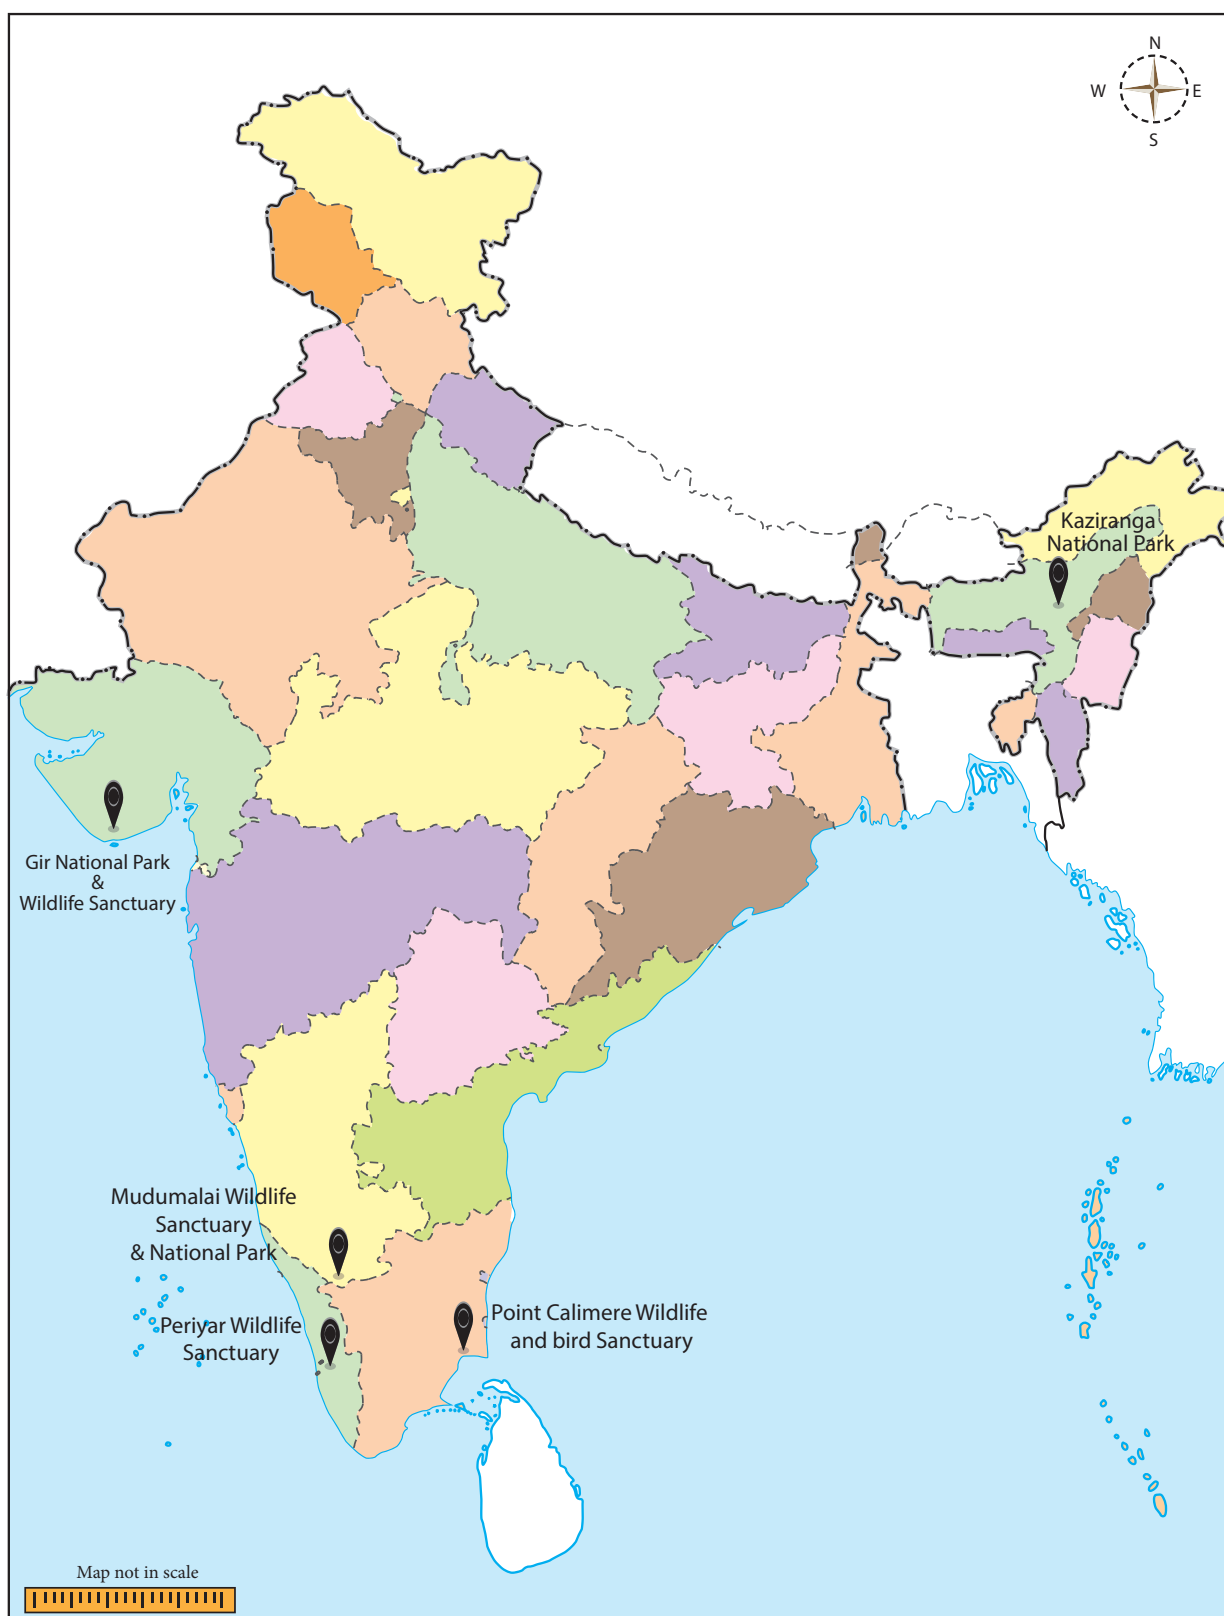 N
W
E
S
Kaziranga
National Park
Gir National Park
&
Wildlife Sanctuary
Mudumalai Wildlife
Sanctuary
& National Park
Periyar Wildlife
Sanctuary
Point Calimere Wildlife
and bird Sanctuary
Map not in scale